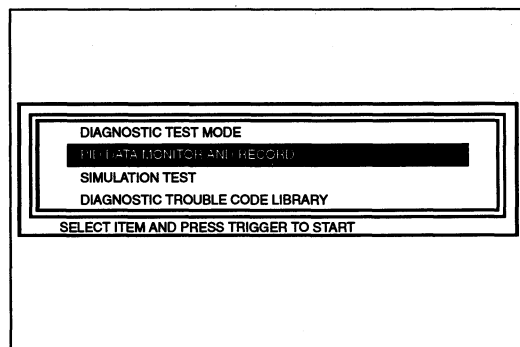 DIAGNOSTIC TEST MODE
PID DATA MONITOR AND RECORD
SIMULATION TEST
DIAGNOSTIC TROUBLE CODE LIBRARY
SELECT ITEM AND PRESS TRIGGER TO START